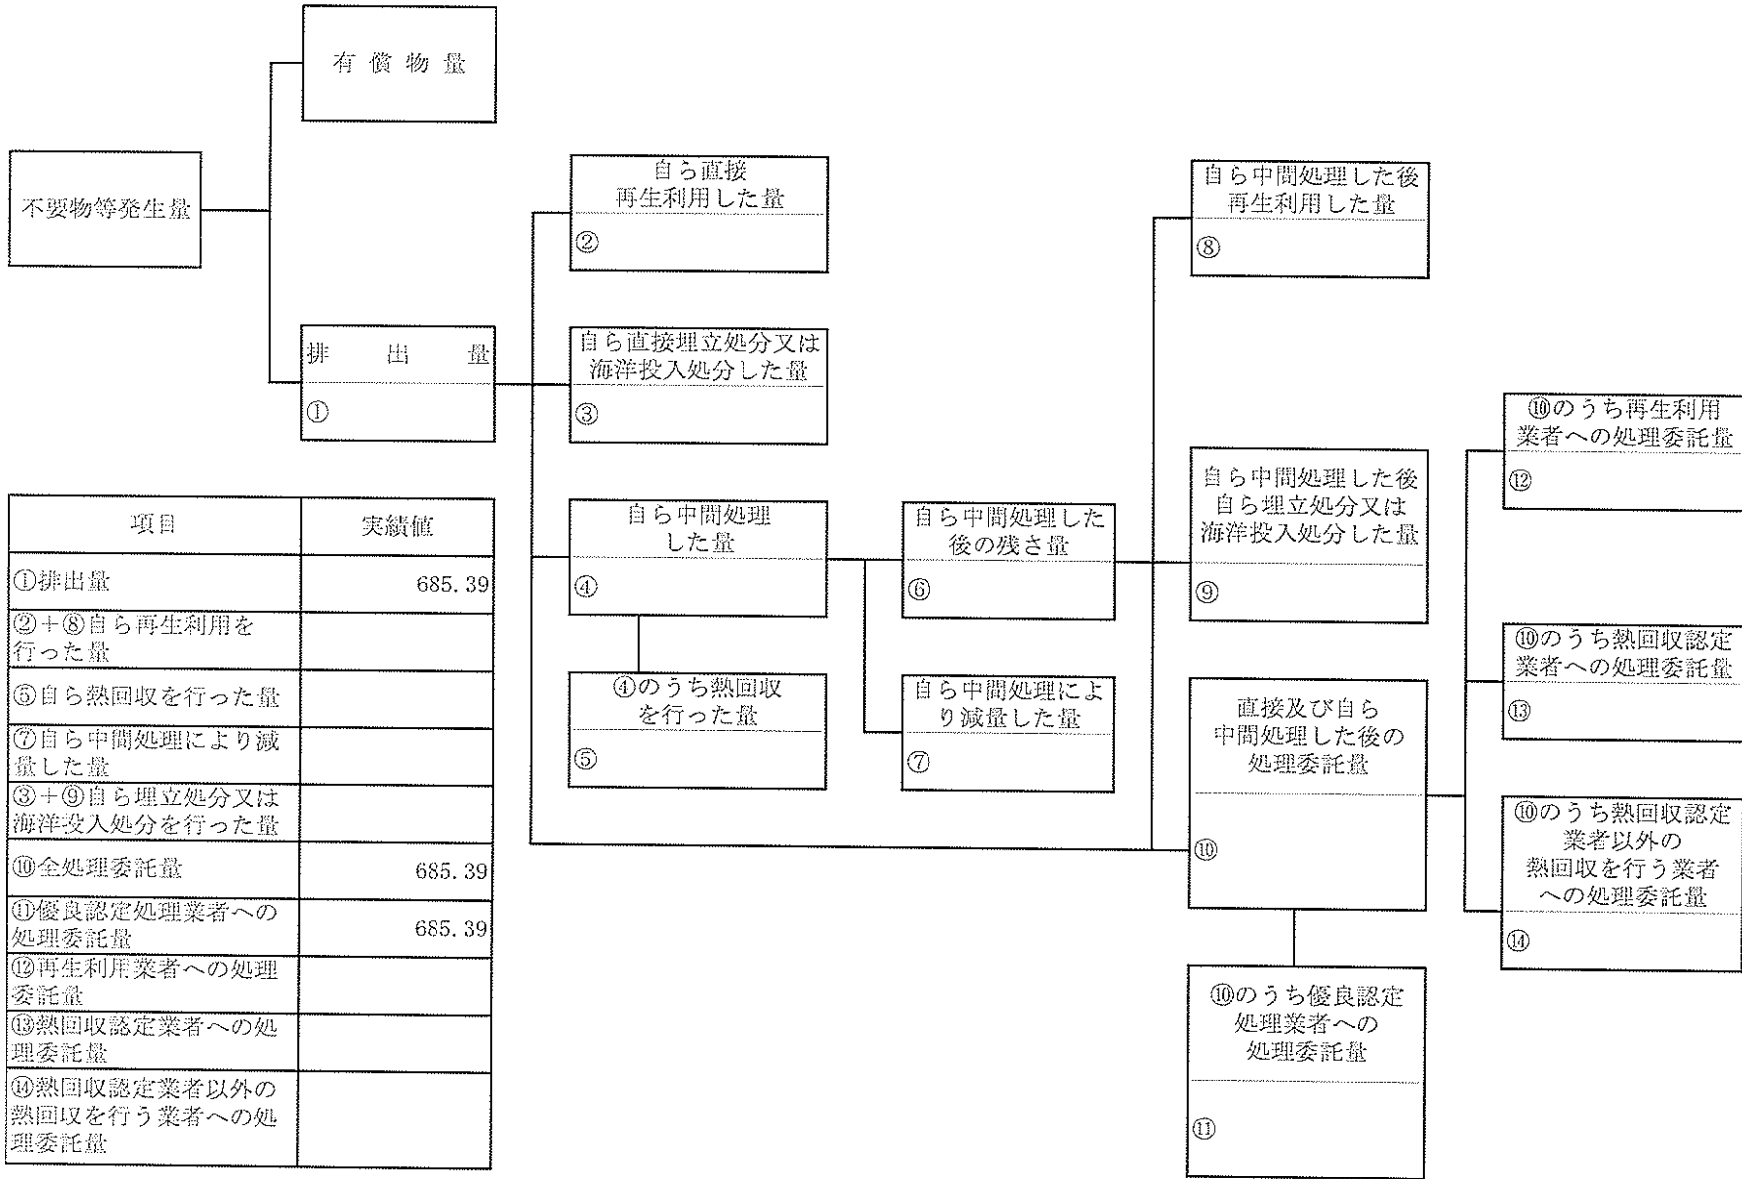 有償物量
不要物等発生量
排出量
①
自ら直接
再生利用した量
②
自ら直接埋立処分又は
海洋投入処分した量
③
自ら中間処理
した量
④
④のうち熱回収
を行った量
⑤
自ら中間処理した
後の残さ量
⑥
自ら中間処理によ
り減量した量
⑦
自ら中間処理した後
再生利用した量
⑧
自ら中間処理した後
自ら埋立処分又は
海洋投入処分した量
⑨
直接及び自ら
中間処理した後の
処理委託量
⑩
⑩のうち優良認定
処理業者への
処理委託量
⑪
⑩のうち再生利用
業者への処理委託量
⑫
⑩のうち熱回収認定
業者への処理委託量
⑬
⑩のうち熱回収認定
業者以外の
熱回収を行う業者
への処理委託量
⑭
項目 実績値
①排出量 685.39
②+⑧自ら再生利用を
行った量
⑤自ら熱回収を行った量
⑦自ら中間処理により減
量した量
③+⑨自ら埋立処分又は
海洋投入処分を行った量
⑩全処理委託量 685.39
⑪優良認定処理業者への
処理委託量 685.39
⑫再生利用業者への処理
委託量
⑬熱回収認定業者への処
理委託量
⑭熱回収認定業者以外の
熱回収を行う業者への処
理委託量